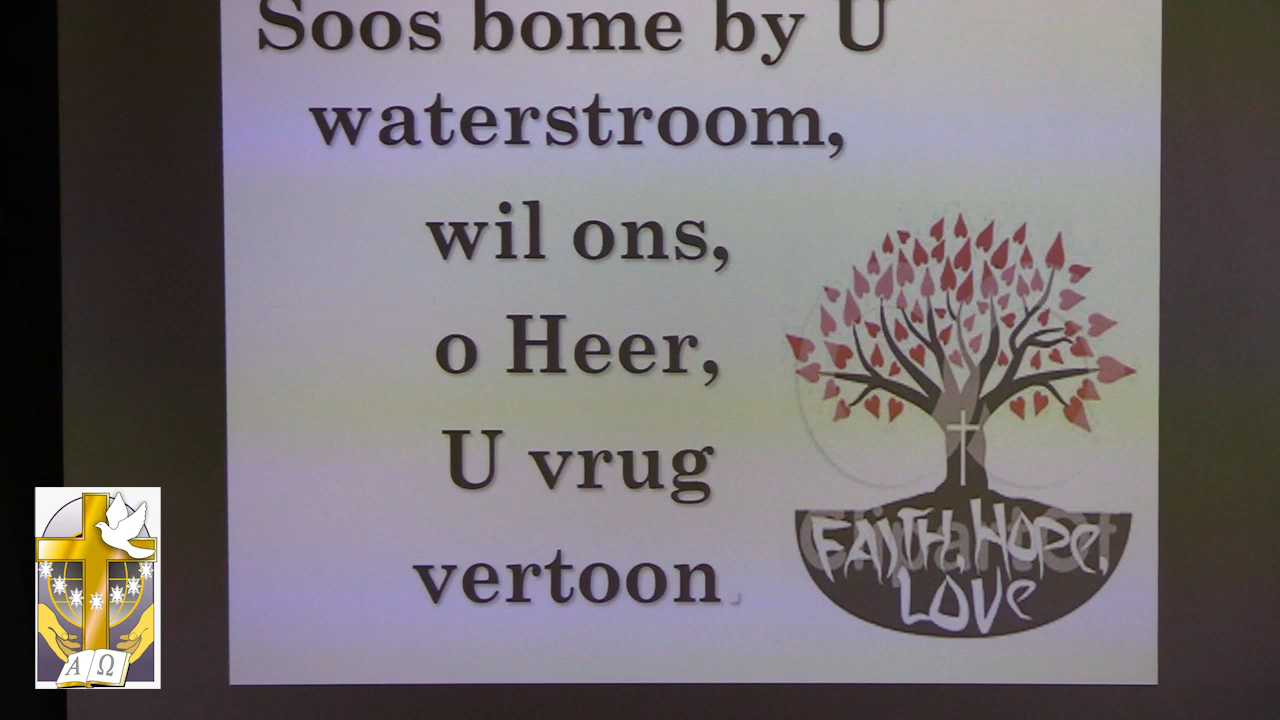 Soos bome by U
waterstroom,
wil ons,
o Heer,
U vrug
vertoon.
FAITH, HOPE,
LOVE
A Ω